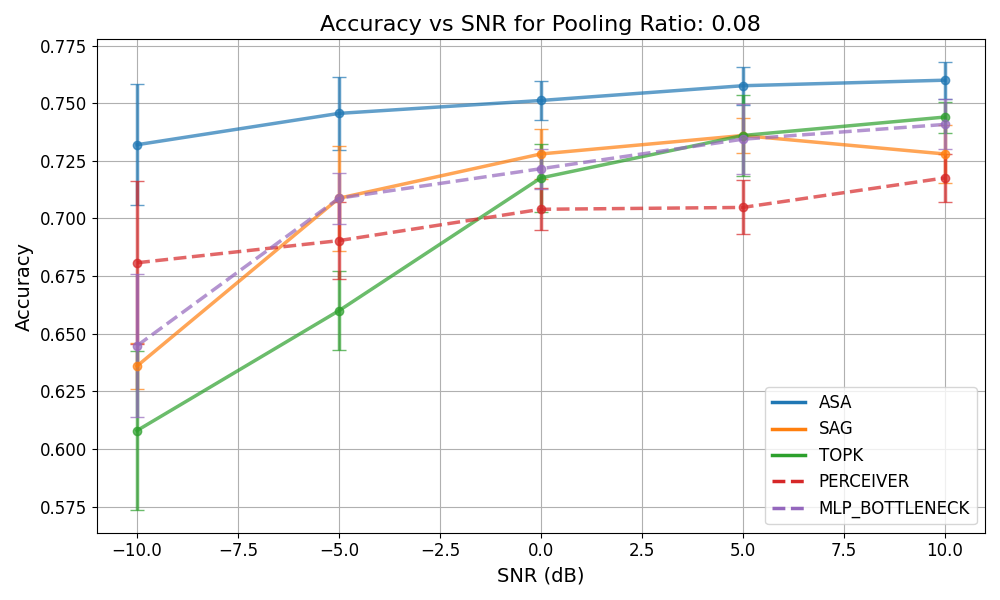 Accuracy vs SNR for Pooling Ratio: 0.08
0.775
0.750
0.725
0.700
0.675
0.650
0.625
0.600
0.575
Accuracy
ASA
SAG
TOPK
PERCEIVER
MLP_BOTTLENECK
−10.0 −7.5 −5.0 −2.5 0.0 2.5 5.0 7.5 10.0
SNR (dB)